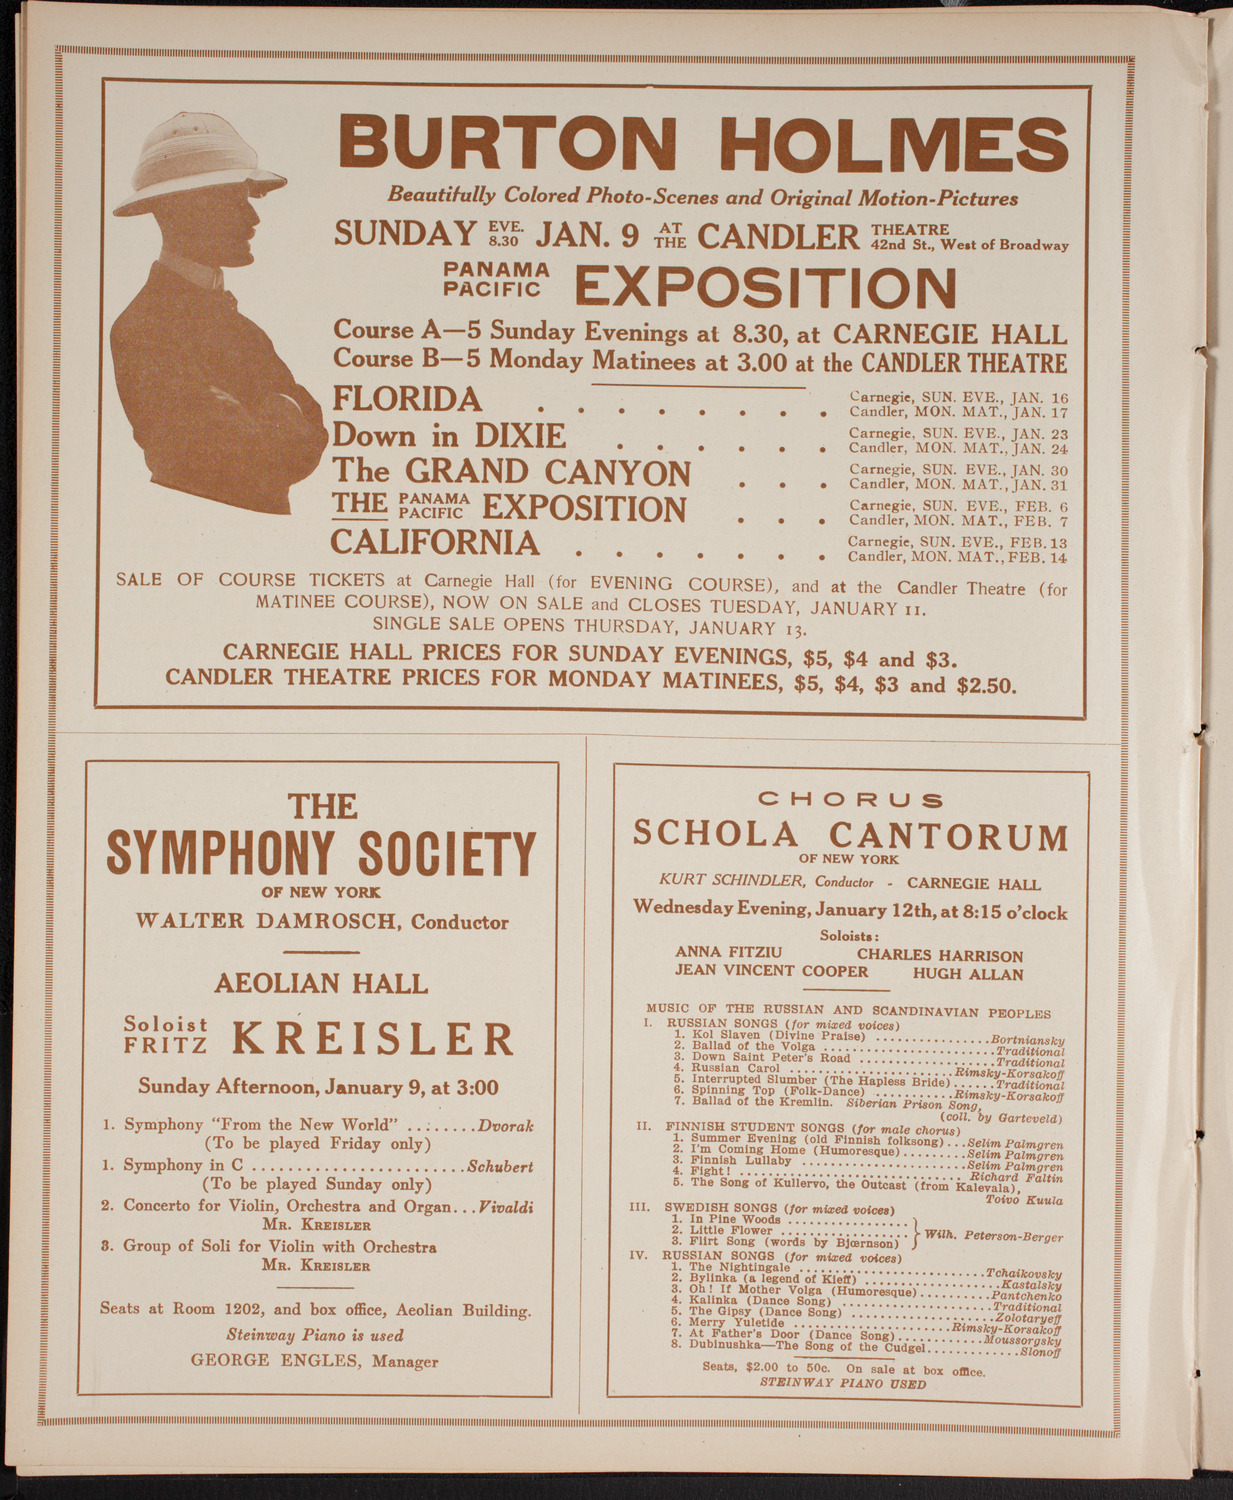 BURTON HOLMES
Beautifully Colored Photo-Scenes and Original Motion-Pictures
SUNDAY EVE. 8.30 JAN. 9 AT THE CANDLER THEATRE 42nd St., West of Broadway
PANAMA PACIFIC EXPOSITION
Course A—5 Sunday Evenings at 8.30, at CARNEGIE HALL
Course B—5 Monday Matinees at 3.00 at the CANDLER THEATRE
FLORIDA . . . . . . . . Carnegie, SUN. EVE., JAN. 16
Candler, MON. MAT., JAN. 17
Down in DIXIE . . . . . . Carnegie, SUN. EVE., JAN. 23
Candler, MON. MAT., JAN. 24
The GRAND CANYON . . . Carnegie, SUN. EVE., JAN. 30
Candler, MON. MAT., JAN. 31
THE PANAMA PACIFIC EXPOSITION . . . Carnegie, SUN. EVE., FEB. 6
Candler, MON. MAT., FEB. 7
CALIFORNIA . . . . . . . Carnegie, SUN. EVE., FEB. 13
Candler, MON. MAT., FEB. 14
SALE OF COURSE TICKETS at Carnegie Hall (for EVENING COURSE), and at the Candler Theatre (for
MATINEE COURSE), NOW ON SALE and CLOSES TUESDAY, JANUARY 11.
SINGLE SALE OPENS THURSDAY, JANUARY 13.
CARNEGIE HALL PRICES FOR SUNDAY EVENINGS, $5, $4 and $3.
CANDLER THEATRE PRICES FOR MONDAY MATINEES, $5, $4, $3 and $2.50.
THE
SYMPHONY SOCIETY
OF NEW YORK
WALTER DAMROSCH, Conductor
AEOLIAN HALL
Soloist FRITZ KREISLER
Sunday Afternoon, January 9, at 3:00
1. Symphony "From the New World" ........Dvorak
(To be played Friday only)
1. Symphony in C ........................Schubert
(To be played Sunday only)
2. Concerto for Violin, Orchestra and Organ...Vivaldi
MR. KREISLER
3. Group of Soli for Violin with Orchestra
MR. KREISLER
Seats at Room 1202, and box office, Aeolian Building.
Steinway Piano is used
GEORGE ENGLES, Manager
CHORUS
SCHOLA CANTORUM
OF NEW YORK
KURT SCHINDLER, Conductor - CARNEGIE HALL
Wednesday Evening, January 12th, at 8:15 o'clock
Soloists:
ANNA FITZIU CHARLES HARRISON
JEAN VINCENT COOPER HUGH ALLAN
MUSIC OF THE RUSSIAN AND SCANDINAVIAN PEOPLES
I. RUSSIAN SONGS (for mixed voices)
1. Kol Slaven (Divine Praise) ...............Bortniansky
2. Ballad of the Volga ........................Traditional
3. Down Saint Peter's Road ...................Traditional
4. Russian Carol .......................Rimsky-Korsakoff
5. Interrupted Slumber (The Hapless Bride)......Traditional
6. Spinning Top (Folk-Dance) ...........Rimsky-Korsakoff
7. Ballad of the Kremlin. Siberian Prison Song,
(coll. by Garteveld)
II. FINNISH STUDENT SONGS (for male chorus)
1. Summer Evening (old Finnish folksong)...Selim Palmgren
2. I'm Coming Home (Humoresque).........Selim Palmgren
3. Finnish Lullaby .......................Selim Palmgren
4. Fight! ................................Richard Faltin
5. The Song of Kullervo, the Outcast (from Kalevala),
Toivo Kuula
III. SWEDISH SONGS (for mixed voices)
1. In Pine Woods .................
2. Little Flower .................. } Wilh. Peterson-Berger
3. Flirt Song (words by Bjœrnson)
IV. RUSSIAN SONGS (for mixed voices)
1. The Nightingale ..........................Tchaikovsky
2. Bylinka (a legend of Kieff) ...................Kastalsky
3. Oh! If Mother Volga (Humoresque)..........Pantchenko
4. Kalinka (Dance Song) .....................Traditional
5. The Gipsy (Dance Song) ....................Zolotaryeff
6. Merry Yuletide ......................Rimsky-Korsakoff
7. At Father's Door (Dance Song)............Moussorgsky
8. Dubinushka—The Song of the Cudgel.............Slonoff
Seats, $2.00 to 50c. On sale at box office.
STEINWAY PIANO USED